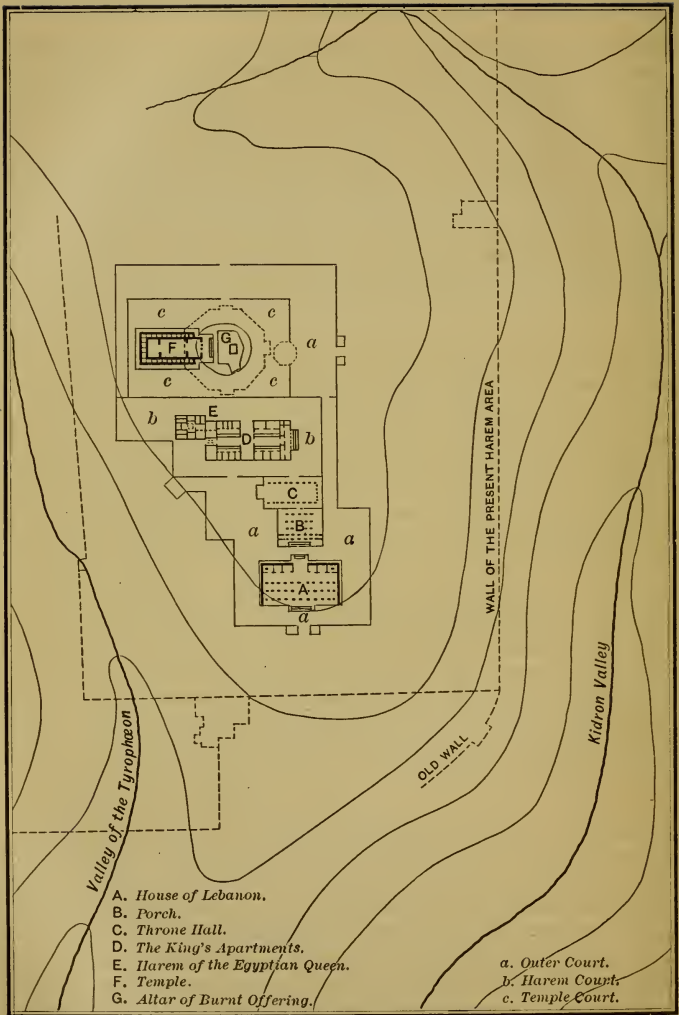 c
c
G
F
a
c
c
b
E
D
b
C
a
B
a
A
a
WALL OF THE PRESENT HAREM AREA
Kidron Valley
OLD WALL
Valley of the Tyrophœon
A. House of Lebanon.
B. Porch.
C. Throne Hall.
D. The King's Apartments.
E. Harem of the Egyptian Queen.
F. Temple.
G. Altar of Burnt Offering.
a. Outer Court.
b. Harem Court.
c. Temple Court.